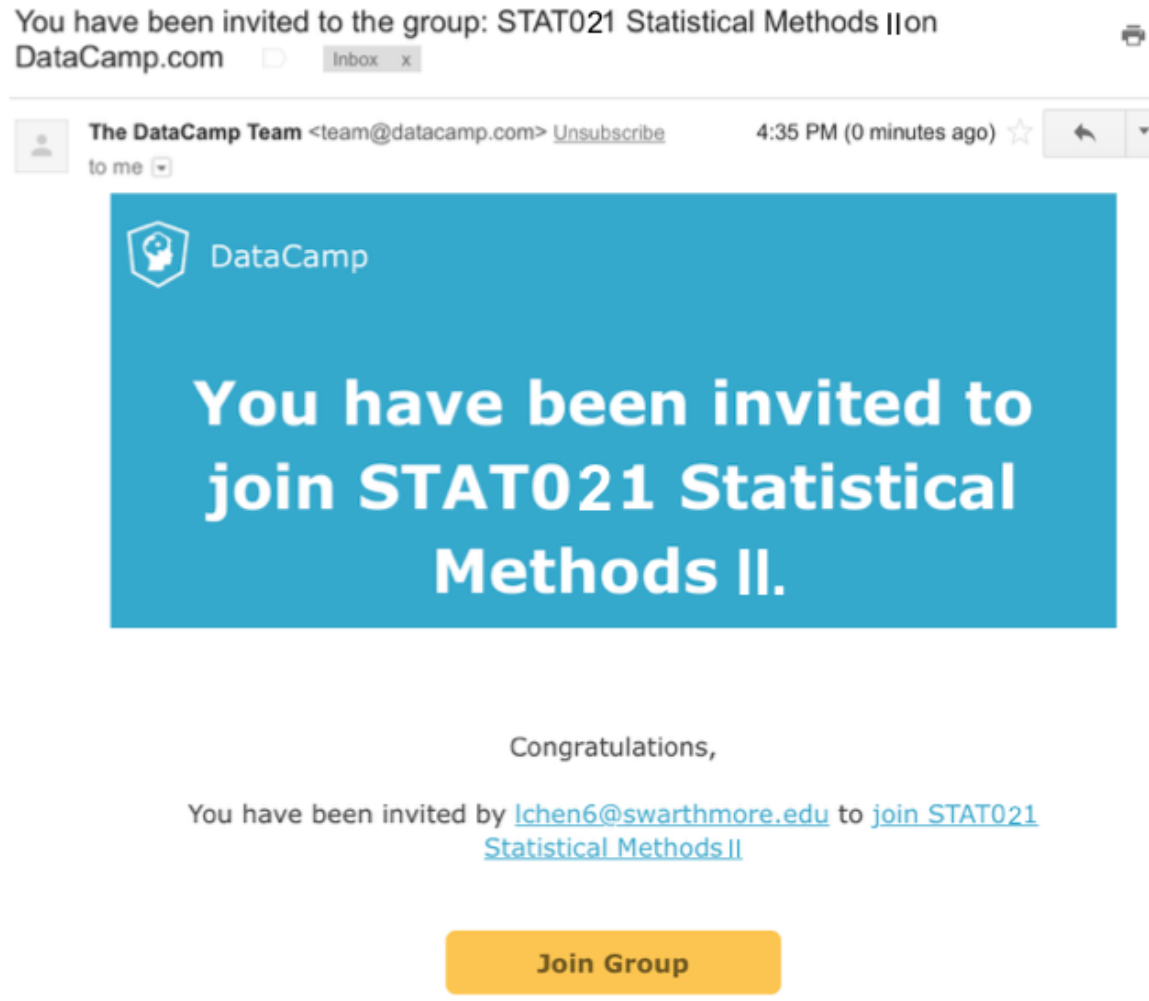 You have been invited to the group: STAT021 Statistical Methods II on
DataCamp.com Inbox x
The DataCamp Team <team@datacamp.com> Unsubscribe 4:35 PM (0 minutes ago)
to me
DataCamp
You have been invited to
join STAT021 Statistical
Methods II.
Congratulations,
You have been invited by lchen6@swarthmore.edu to join STAT021
Statistical Methods II
Join Group